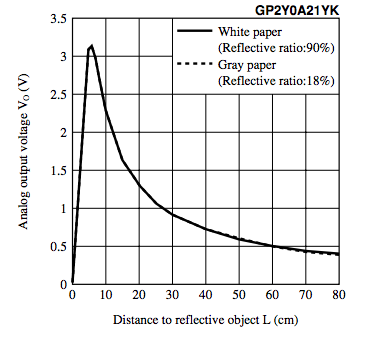 GP2Y0A21YK
White paper
(Reflective ratio:90%)
Gray paper
(Reflective ratio:18%)
Analog output voltage VO (V)
3.5
3
2.5
2
1.5
1
0.5
0
0 10 20 30 40 50 60 70 80
Distance to reflective object L (cm)